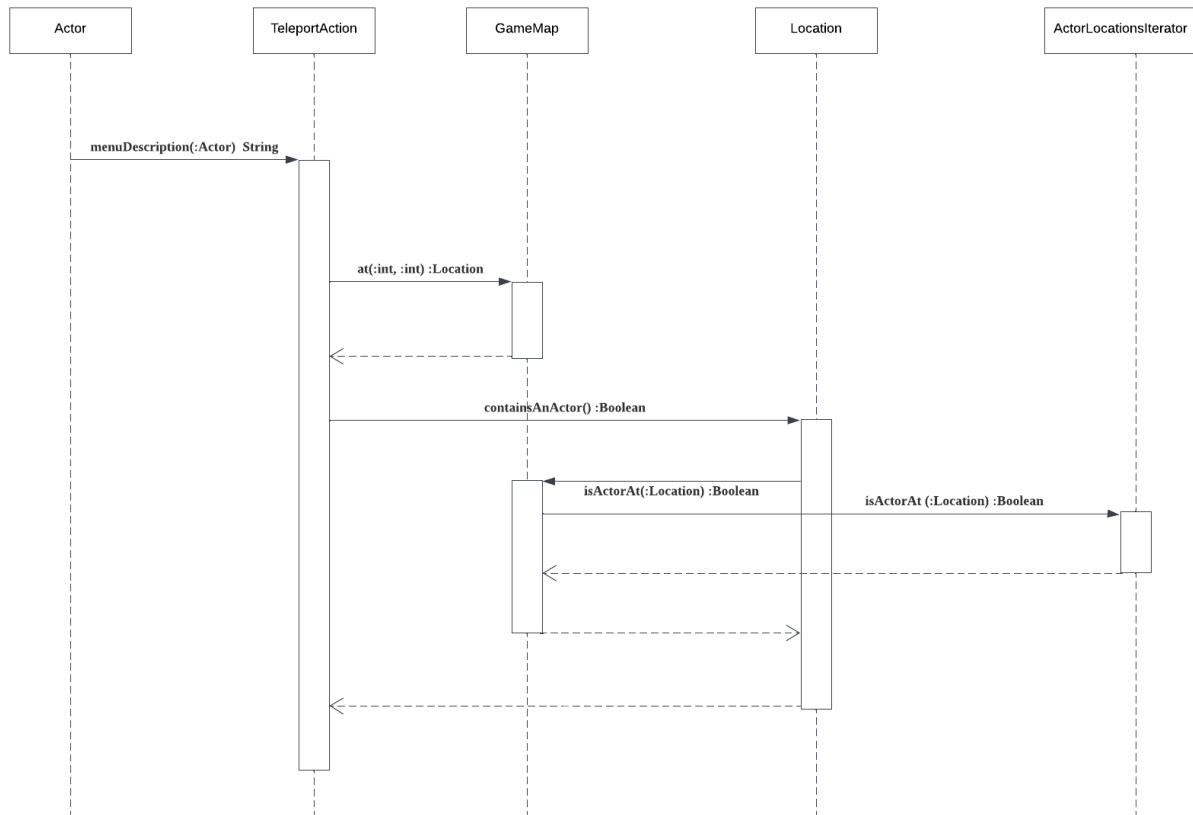 Actor
TeleportAction
GameMap
Location
ActorLocationsIterator
menuDescription(:Actor)  String
at(:int, :int) :Location
containsAnActor() :Boolean
isActorAt(:Location) :Boolean
isActorAt (:Location) :Boolean